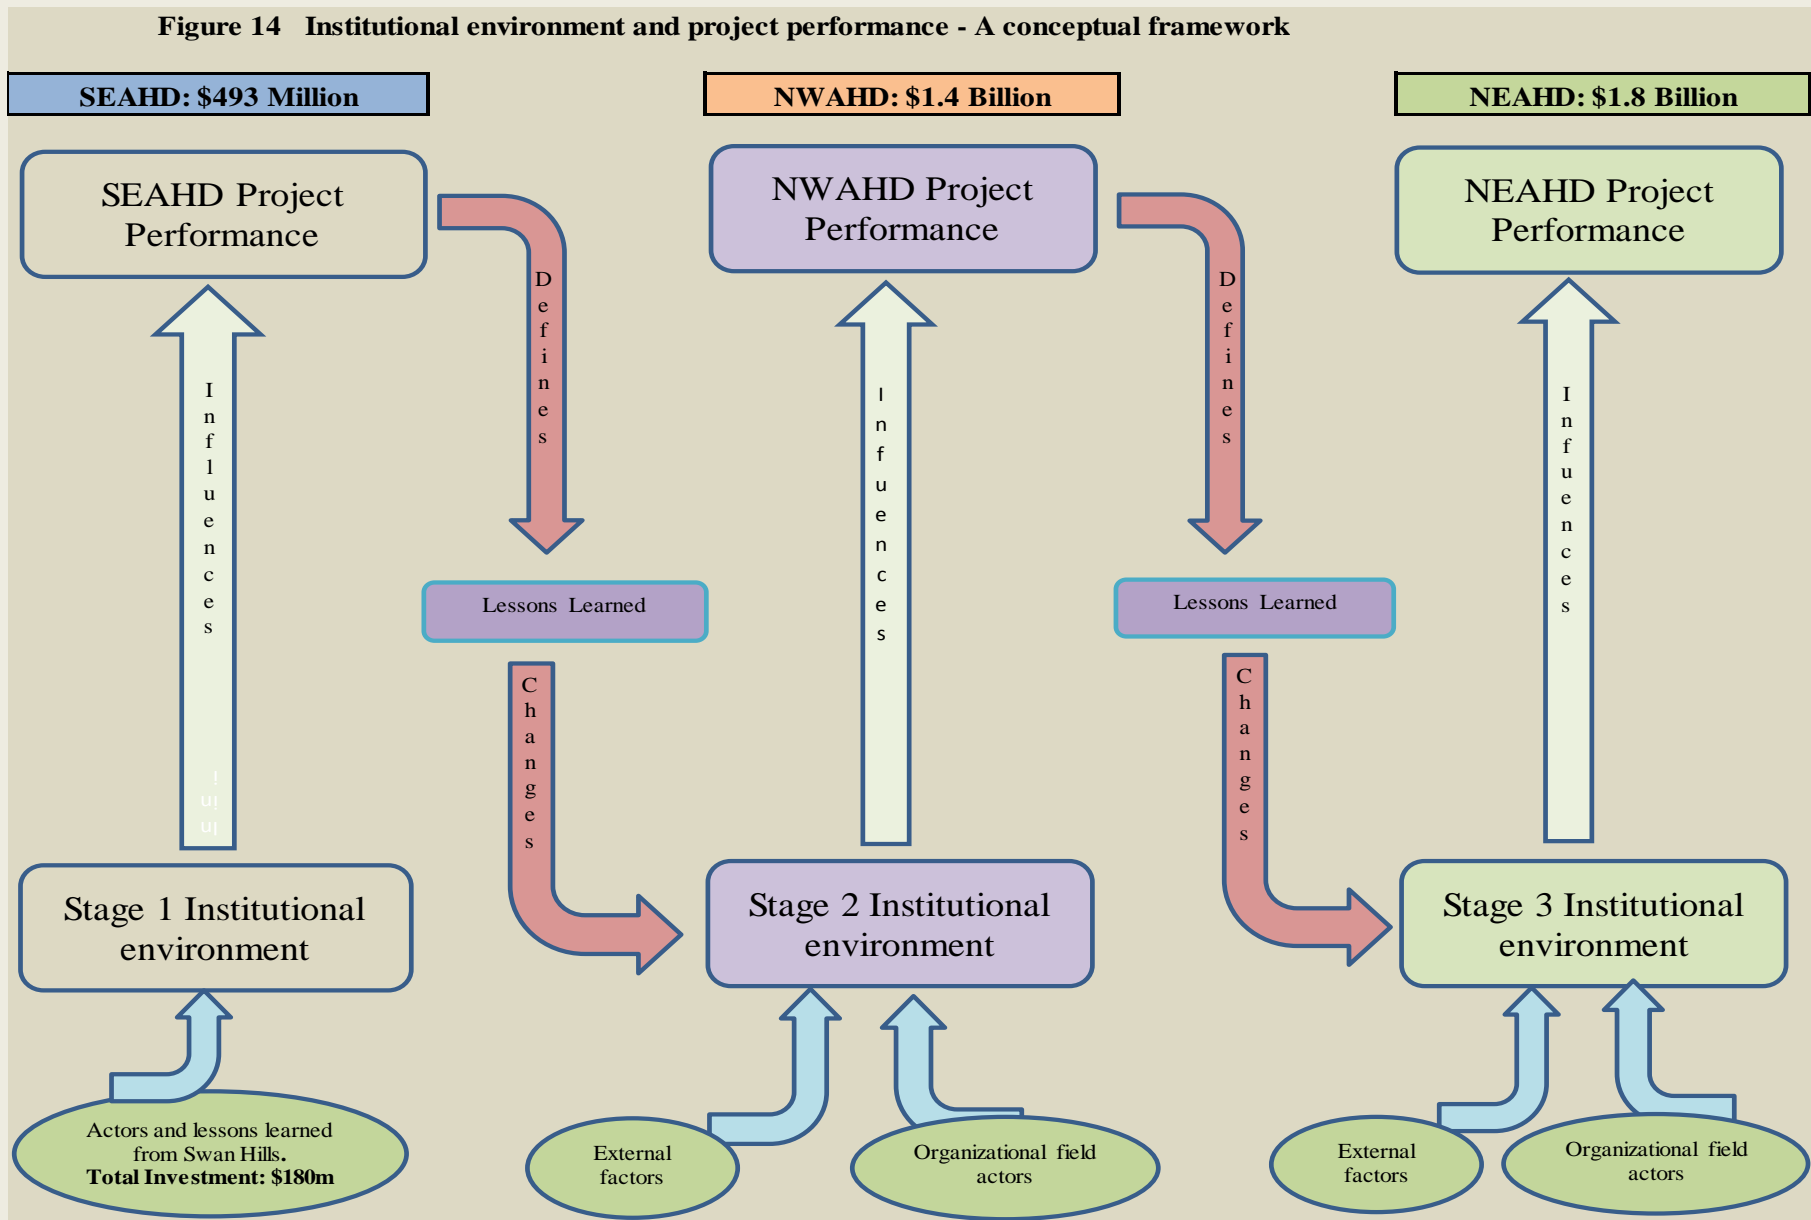 Figure 14 Institutional environment and project performance - A conceptual framework
SEAHD: $493 Million
NWAHD: $1.4 Billion
NEAHD: $1.8 Billion
SEAHD Project
Performance
NWAHD Project
Performance
NEAHD Project
Performance
Influences
Defines
Infuences
Defines
Infuences
Lessons Learned
Lessons Learned
Changes
Changes
Stage 1 Institutional
environment
Stage 2 Institutional
environment
Stage 3 Institutional
environment
Actors and lessons learned
from Swan Hills.
Total Investment: $180m
External
factors
Organizational field
actors
External
factors
Organizational field
actors